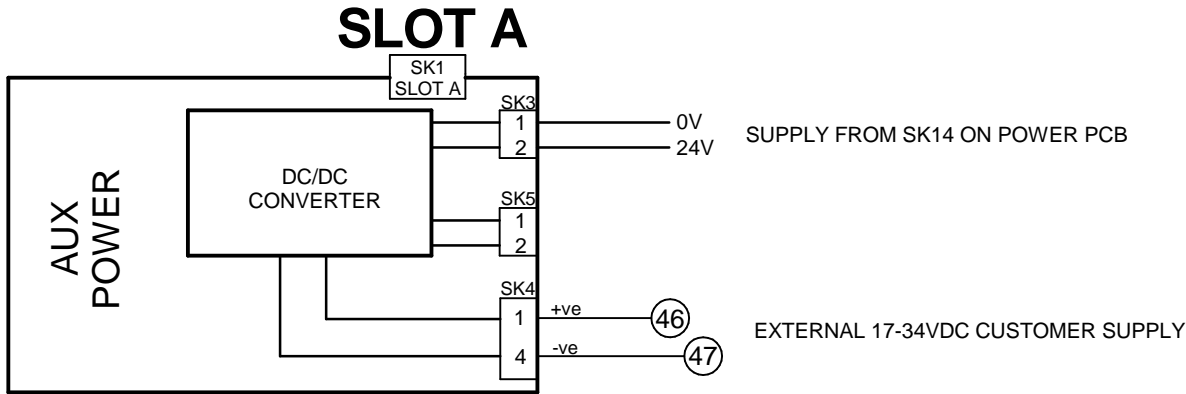 SLOT A
SK1
SLOT A
SK3
1
2
0V
24V
SUPPLY FROM SK14 ON POWER PCB
DC/DC
CONVERTER
AUX
POWER
SK5
1
2
SK4
1
4
+ve
-ve
46
47
EXTERNAL 17-34VDC CUSTOMER SUPPLY